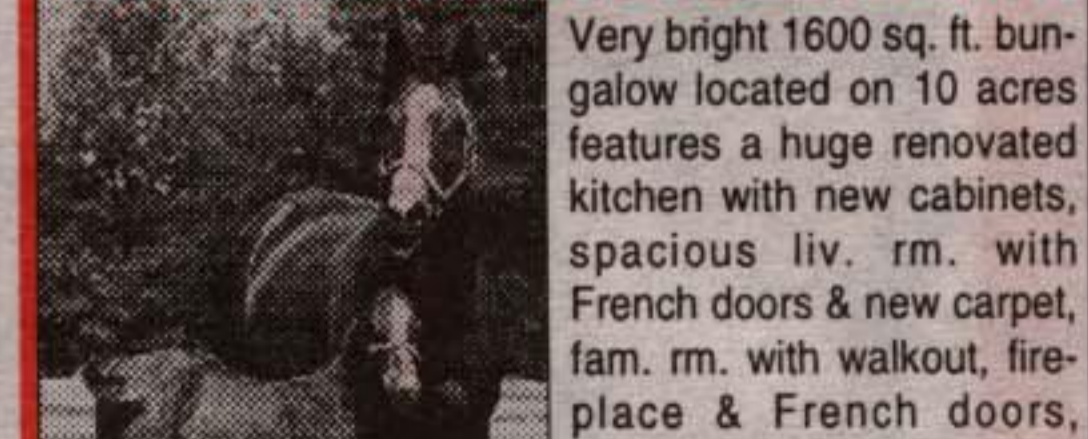 Very bright 1600 sq. ft. bun-
galow located on 10 acres
features a huge renovated
kitchen with new cabinets,
spacious liv. rm. with
French doors & new carpet,
fam. rm. with walkout, fire-
place & French doors,